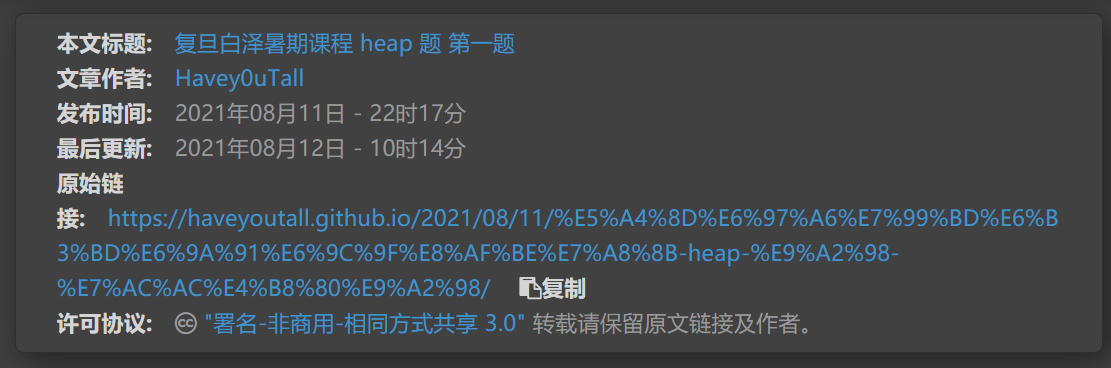 本文标题: 复旦白泽暑期课程 heap 题 第一题
文章作者: Havey0uTall
发布时间: 2021年08月11日 - 22时17分
最后更新: 2021年08月12日 - 10时14分
原始链
接: https://haveyoutall.github.io/2021/08/11/%E5%A4%8D%E6%97%A6%E7%99%BD%E6%B
3%BD%E6%9A%91%E6%9C%9F%E8%AF%BE%E7%A8%8B-heap-%E9%A2%98-
%E7%AC%AC%E4%B8%80%E9%A2%98/ 复制
许可协议: cc "署名-非商用-相同方式共享 3.0" 转载请保留原文链接及作者。